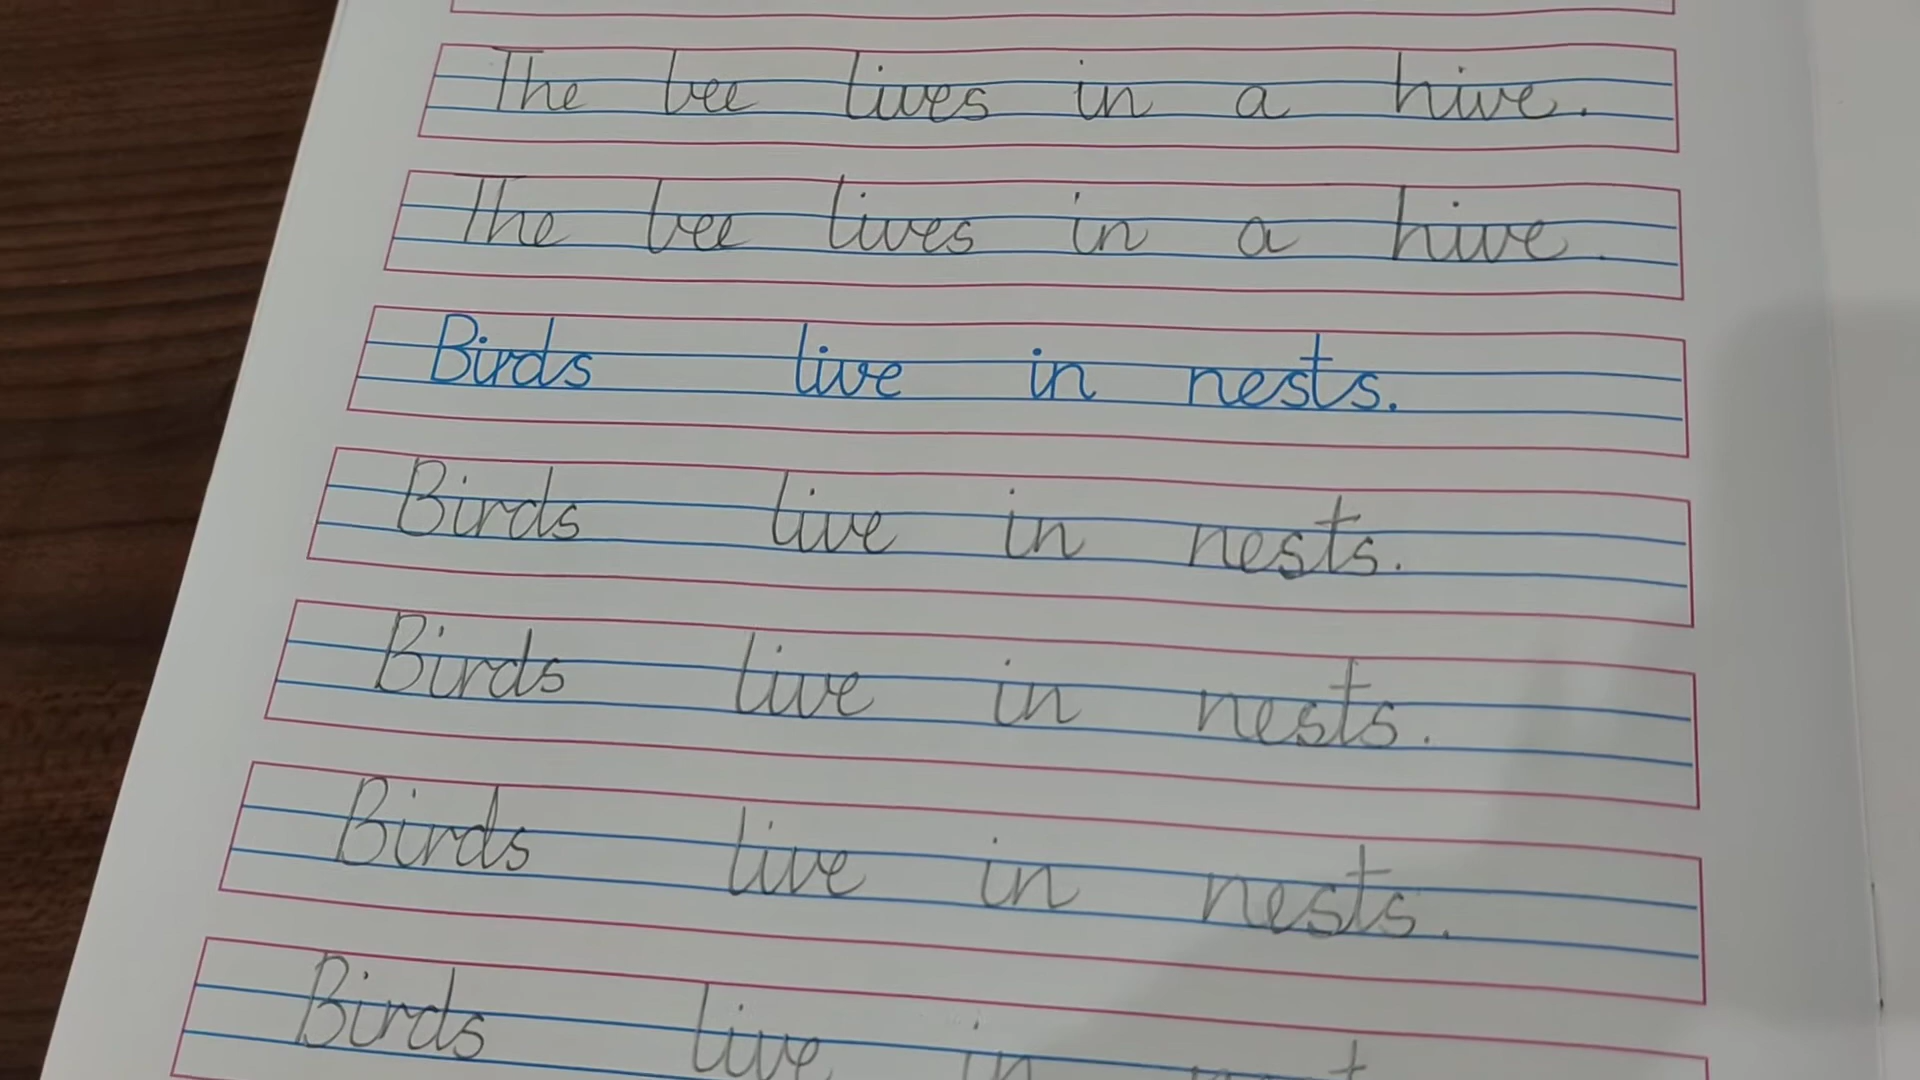 The bee lives in a hive.
The bee lives in a hive.
Birds live in nests.
Birds live in nests.
Birds live in nests.
Birds live in nests.
Birds live in